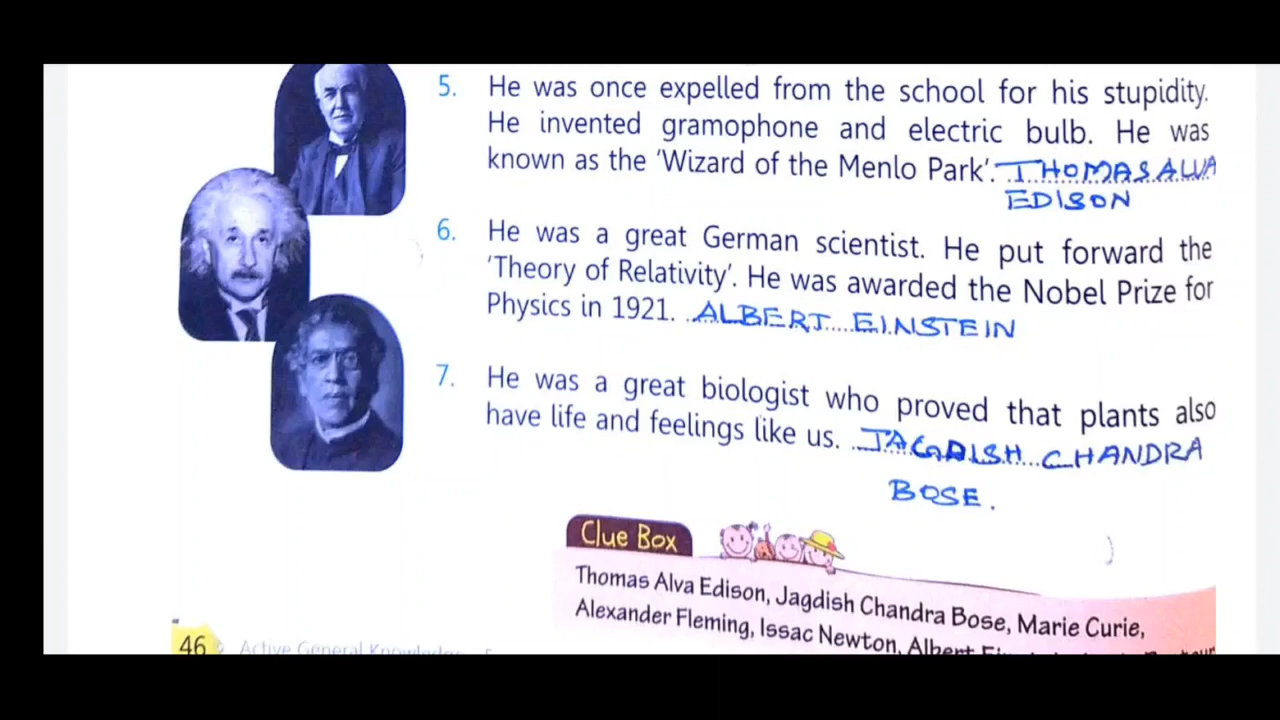 5. He was once expelled from the school for his stupidity.
He invented gramophone and electric bulb. He was
known as the 'Wizard of the Menlo Park'. THOMAS ALVA
EDISON
6. He was a great German scientist. He put forward the
'Theory of Relativity'. He was awarded the Nobel Prize for
Physics in 1921. ALBERT EINSTEIN
7. He was a great biologist who proved that plants also
have life and feelings like us. JAGDISH CHANDRA
BOSE.
Clue Box
Thomas Alva Edison, Jagdish Chandra Bose, Marie Curie,
Alexander Fleming, Issac Newton, Albert
46 Active General Knowledge